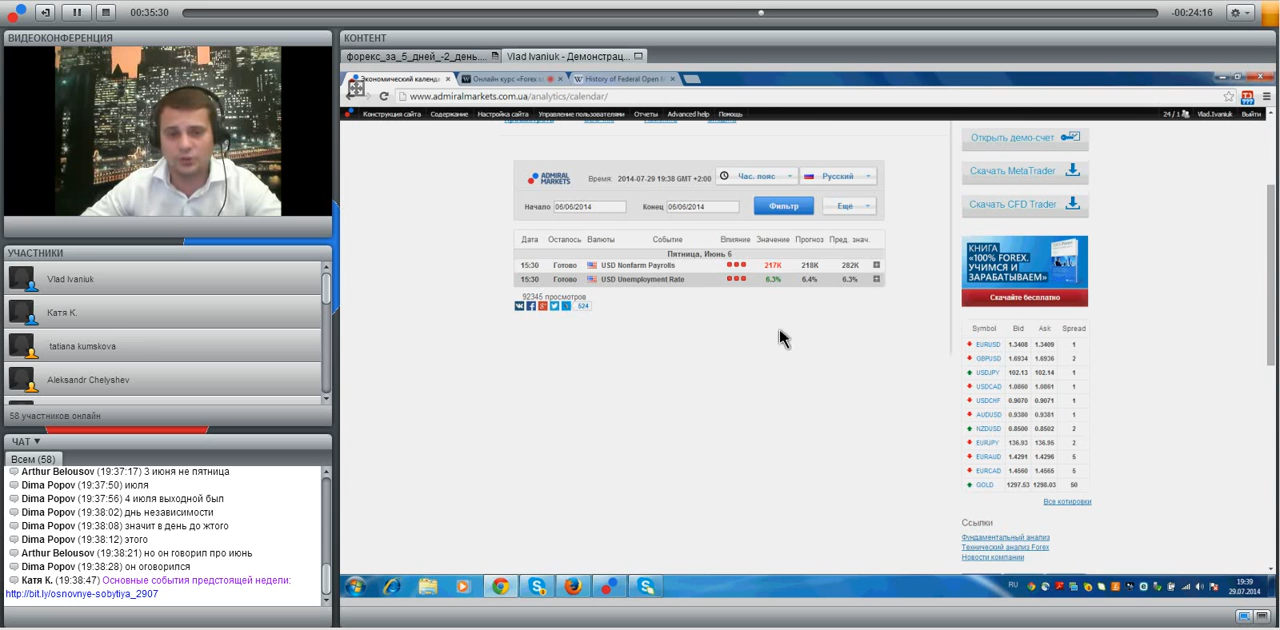 00:35:30
-00:24:16
ВИДЕОКОНФЕРЕНЦИЯ
УЧАСТНИКИ
Vlad Ivaniuk
Катя К.
tatiana kumskova
Aleksandr Chelyshev
58 участников онлайн
ЧАТ
Всем (58)
Arthur Belousov (19:37:17) 3 июня не пятница
Dima Popov (19:37:50) июля
Dima Popov (19:37:56) 4 июля выходной был
Dima Popov (19:38:02) днь независимости
Dima Popov (19:38:08) значит в день до жтого
Dima Popov (19:38:12) этого
Arthur Belousov (19:38:21) но он говорил про июнь
Dima Popov (19:38:28) он оговорился
Катя К. (19:38:47) Основные события предстоящей недели:
http://bit.ly/osnovnye-sobytiya_2907
КОНТЕНТ
форекс_за_5_дней_-2_день.... Vlad Ivaniuk - Демонстрац...
Экономический календа Онлайн курс «Forex з History of Federal Open M
www.admiralmarkets.com.ua/analytics/calendar/
Конструкция сайта Содержание Настройка сайта Управление пользователями Отчеты Advanced help Помощь 24 / 1 Vlad.Ivaniuk Выйти
ADMIRAL MARKETS Время: 2014-07-29 19:38 GMT +2:00 Час. пояс Русский
Начало 06/06/2014 Конец 06/06/2014 Фильтр Еще
Дата Осталось Валюты Событие Влияние Значение Прогноз Пред. знач.
Пятница, Июнь 6
15:30 Готово USD Nonfarm Payrolls 217K 218K 282K
15:30 Готово USD Unemployment Rate 6.3% 6.4% 6.3%
92345 просмотров
524
Открыть демо-счет
Скачать MetaTrader
Скачать CFD Trader
КНИГА
«100% FOREX.
УЧИМСЯ И
ЗАРАБАТЫВАЕМ»
Скачайте бесплатно
Symbol Bid Ask Spread
EURUSD 1.3408 1.3409 1
GBPUSD 1.6934 1.6936 2
USDJPY 102.13 102.14 1
USDCAD 1.0860 1.0861 1
USDCHF 0.9070 0.9071 1
AUDUSD 0.9380 0.9381 1
NZDUSD 0.8500 0.8502 2
EURJPY 136.93 136.95 2
EURAUD 1.4291 1.4296 5
EURCAD 1.4560 1.4565 5
GOLD 1297.53 1298.03 50
Все котировки
Ссылки
Фундаментальный анализ
Технический анализ Forex
Новости компании
RU
19:39
29.07.2014